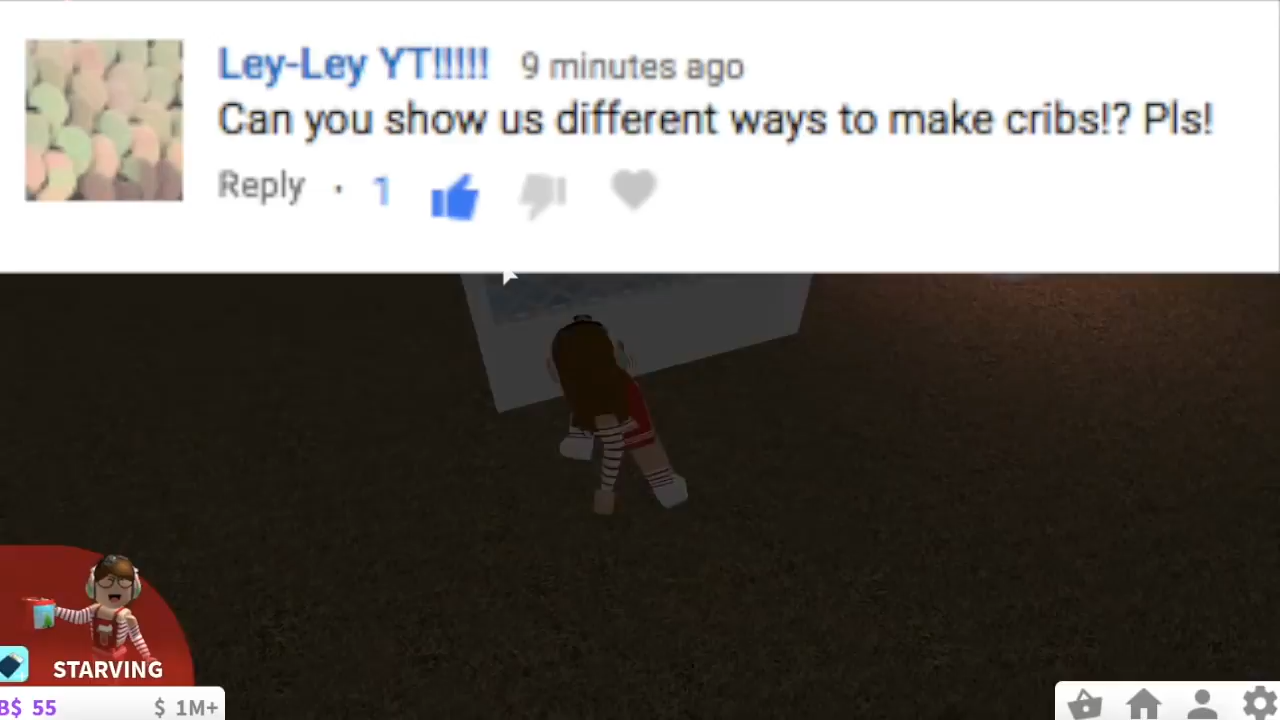 Ley-Ley YT!!!!! 9 minutes ago
Can you show us different ways to make cribs!? Pls!
Reply · 1
STARVING
B$ 55 $ 1M+